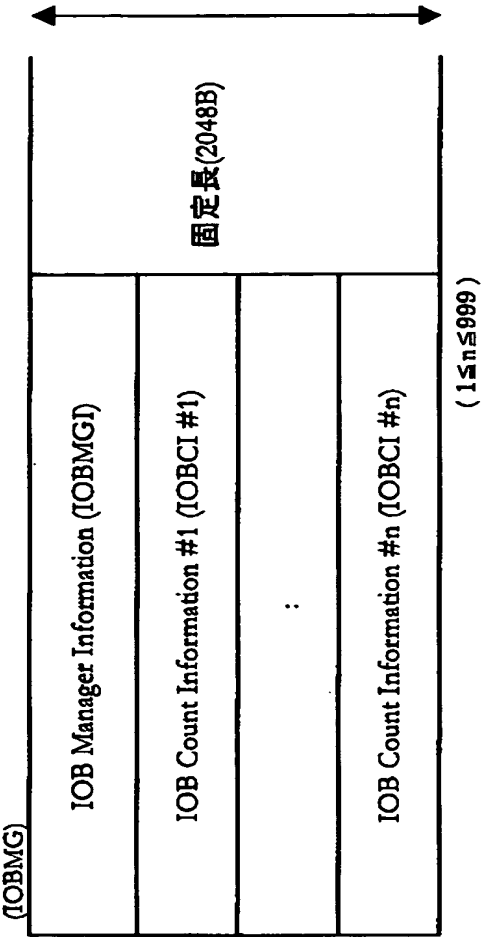 (IOBMG)
IOB Manager Information (IOBMGI)
IOB Count Information #1 (IOBCI #1)
:
IOB Count Information #n (IOBCI #n)
固定長(2048B)
(1≦n≦999)